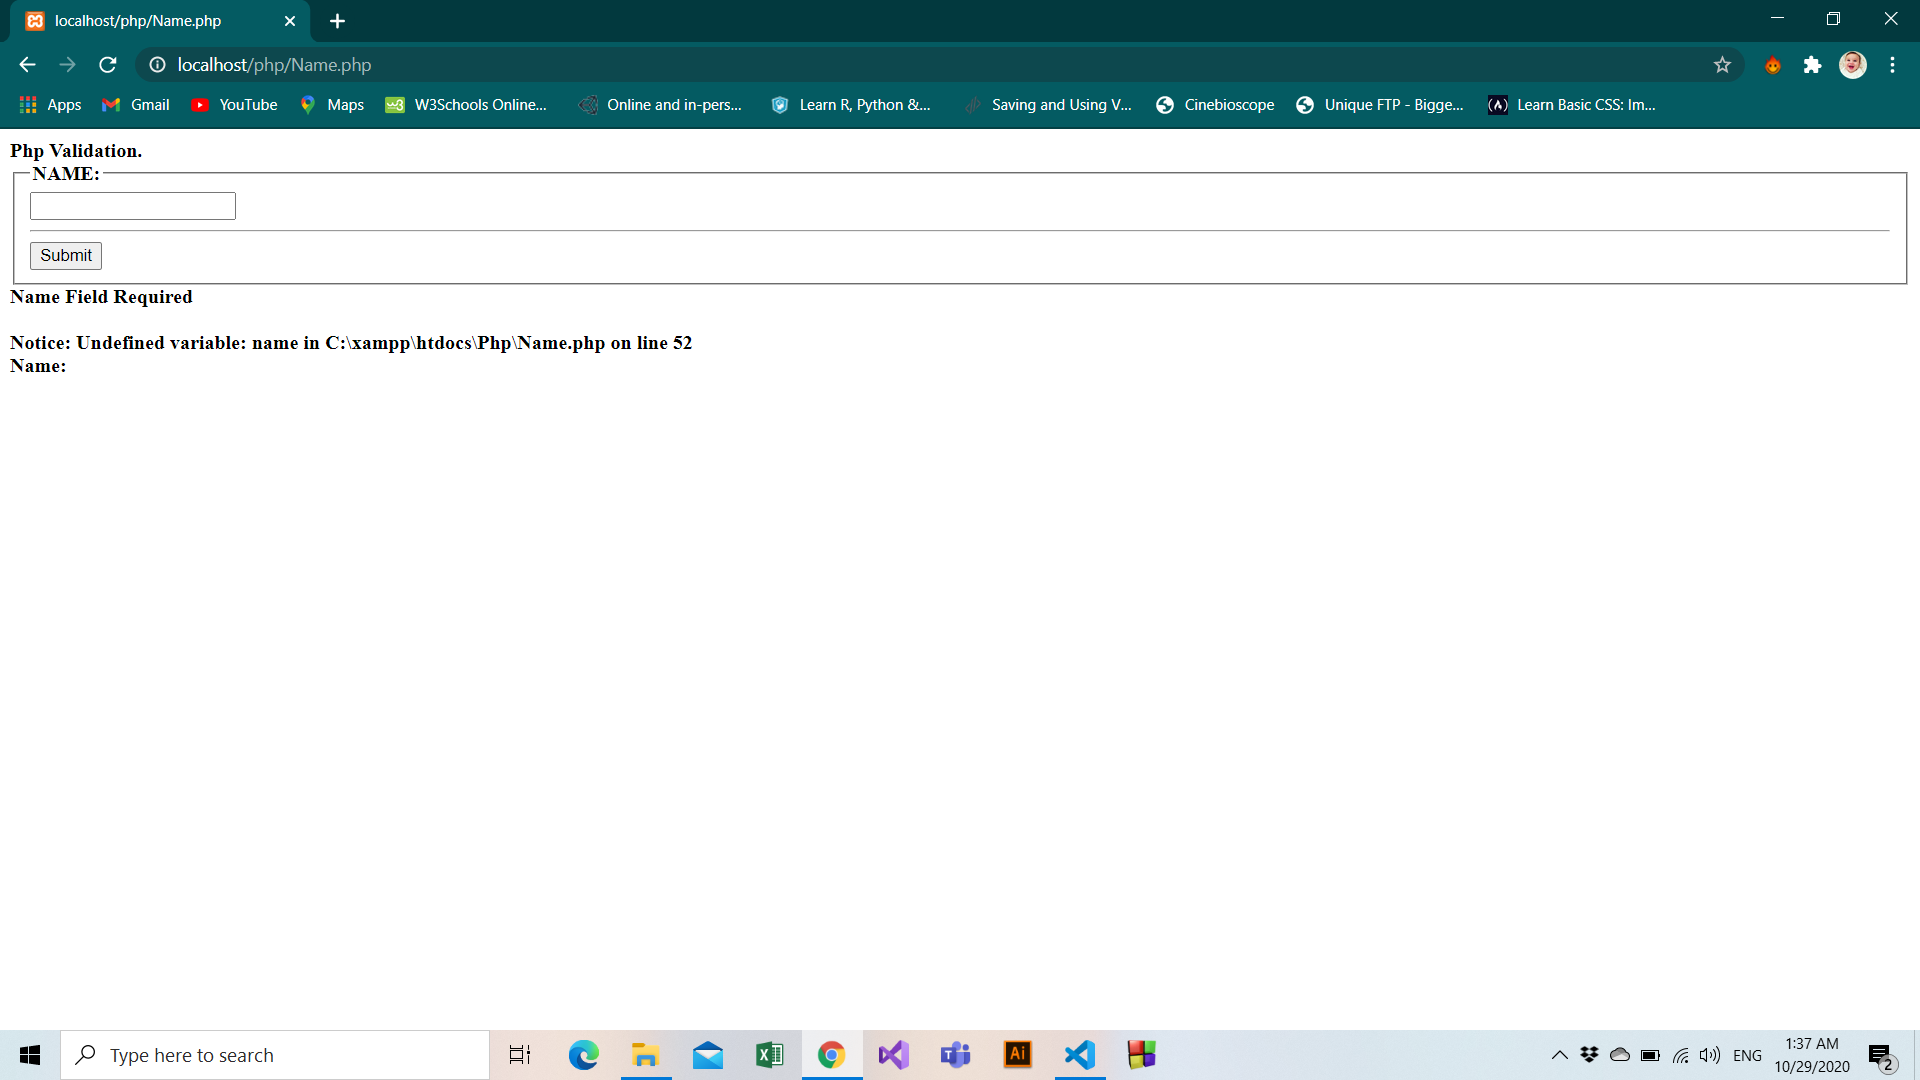 localhost/php/Name.php
localhost/php/Name.php
Apps
Gmail
YouTube
Maps
W3Schools Online...
Online and in-pers...
Learn R, Python &...
Saving and Using V...
Cinebioscope
Unique FTP - Bigge...
Learn Basic CSS: Im...
Php Validation.
NAME:
Submit
Name Field Required
Notice: Undefined variable: name in C:\xampp\htdocs\Php\Name.php on line 52
Name:
Type here to search
Ai
ENG
1:37 AM
10/29/2020
2